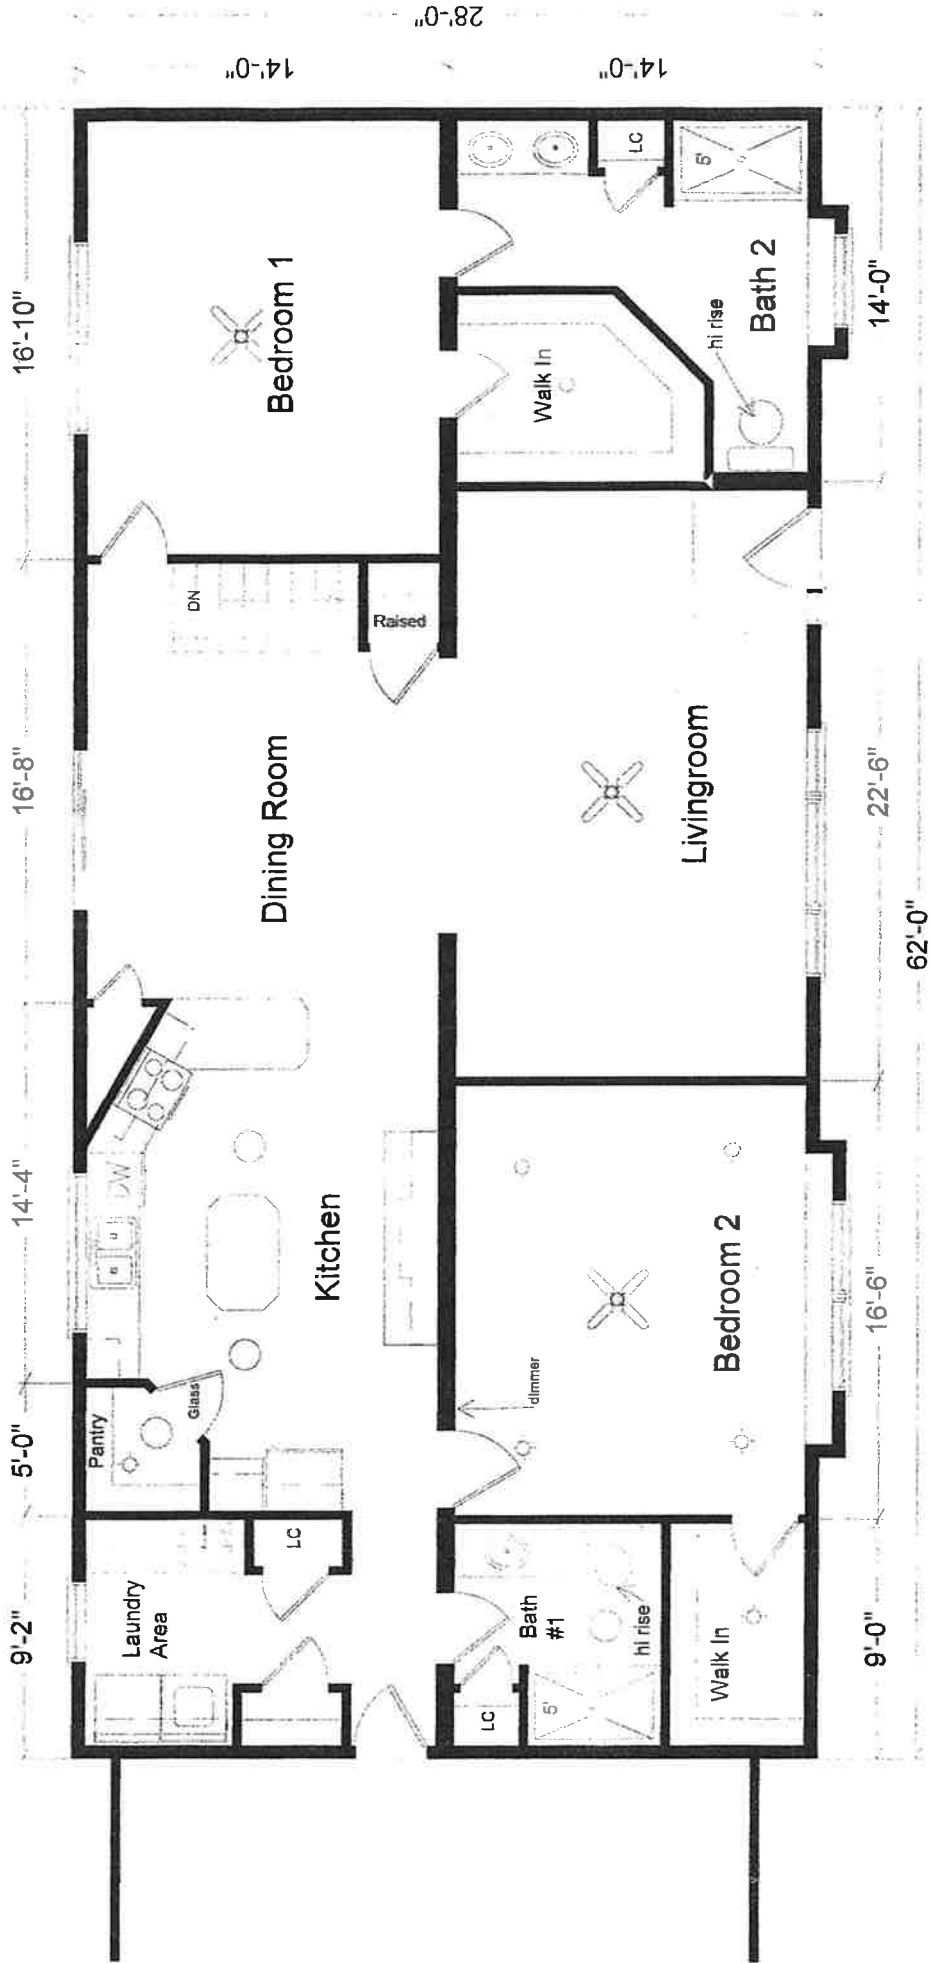 9'-2"
5'-0"
14'-4"
16'-8"
16'-10"
14'-0"
14'-0"
28'-0"
Laundry
Area
LC
Pantry
Glass
DW
Kitchen
Dining Room
DN
Raised
Bedroom 1
LC
5'
Bath
#1
hi rise
Walk In
dimmer
Bedroom 2
Livingroom
Walk In
hi rise
Bath 2
LC
5'
9'-0"
16'-6"
22'-6"
14'-0"
62'-0"